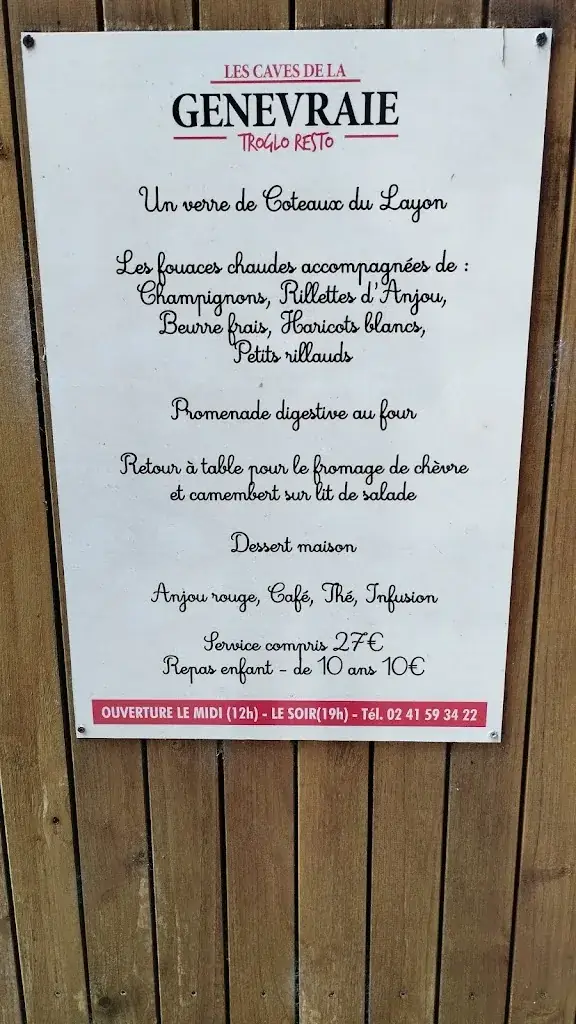 LES CAVES DE LA
GENEVRAIE
TROGLO RESTO
Un verre de Coteaux du Layon
Les fouaces chaudes accompagnées de :
Champignons, Rillettes d'Anjou,
Beurre frais, Haricots blancs,
Petits rillauds
Promenade digestive au four
Retour à table pour le fromage de chèvre
et camembert sur lit de salade
Dessert maison
Anjou rouge, Café, Thé, Infusion
Service compris 27€
Repas enfant - de 10 ans 10€
OUVERTURE LE MIDI (12h) - LE SOIR(19h) - Tél. 02 41 59 34 22